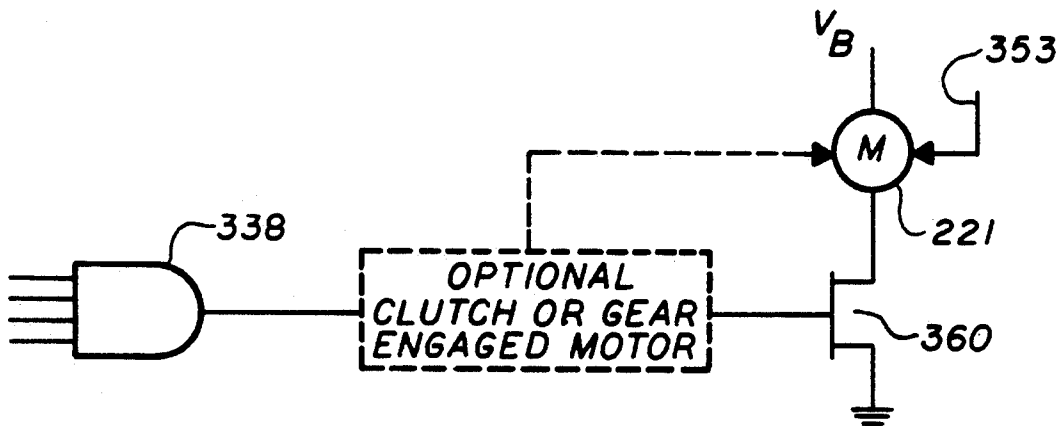 V_B
353
M
338
221
OPTIONAL
CLUTCH OR GEAR
ENGAGED MOTOR
360